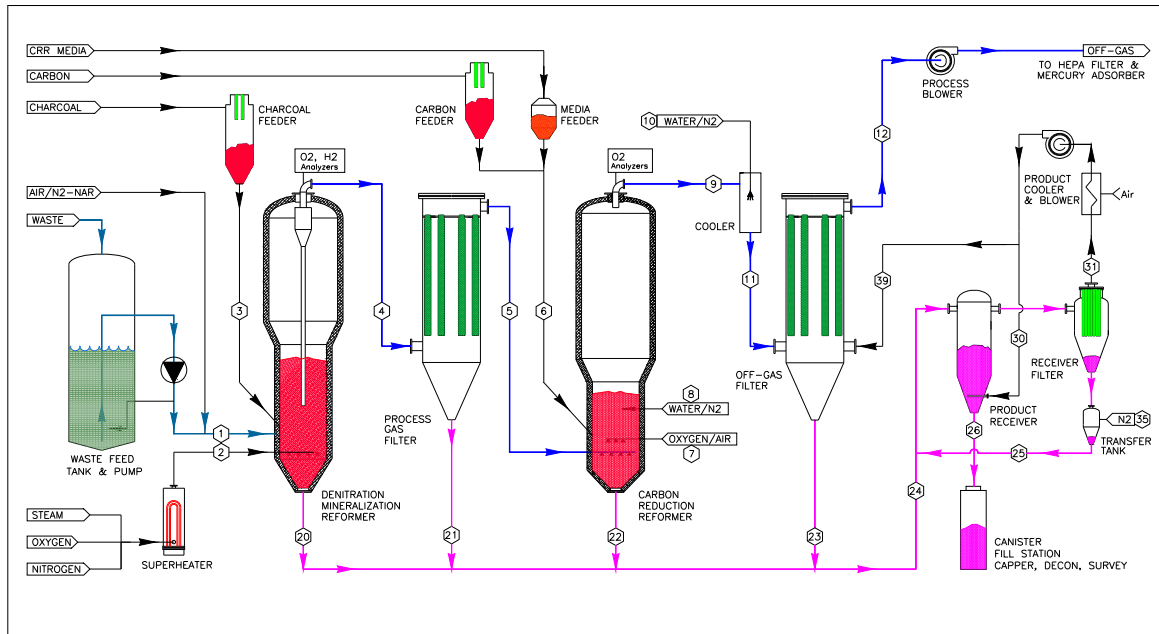 CRR MEDIA
CARBON
CHARCOAL
CHARCOAL
FEEDER
CARBON
FEEDER
MEDIA
FEEDER
10
WATER/N2
12
PROCESS
BLOWER
OFF-GAS
TO HEPA FILTER &
MERCURY ADSORBER
O2, H2
Analyzers
O2
Analyzers
9
COOLER
PRODUCT
COOLER
& BLOWER
Air
AIR/N2-NAR
WASTE
3
4
5
6
11
39
31
30
OFF-GAS
FILTER
RECEIVER
FILTER
8
WATER/N2
PROCESS
GAS
FILTER
OXYGEN/AIR
7
PRODUCT
RECEIVER
N2
35
TRANSFER
TANK
1
2
26
25
24
WASTE FEED
TANK & PUMP
STEAM
OXYGEN
NITROGEN
SUPERHEATER
DENITRATION
MINERALIZATION
REFORMER
CARBON
REDUCTION
REFORMER
20
21
22
23
CANISTER
FILL STATION
CAPPER, DECON, SURVEY